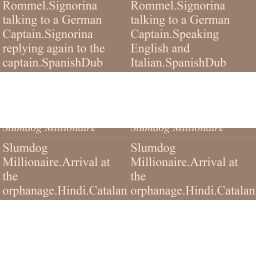 Rommel.Signorina
talking to a German
Captain.Signorina
replying again to the
captain.SpanishDub
Rommel.Signorina
talking to a German
Captain.Speaking
English and
Italian.SpanishDub
Slumdog Millionaire
Slumdog
Millionaire.Arrival at
the
orphanage.Hindi.Catalan
Slumdog Millionaire
Slumdog
Millionaire.Arrival at
the
orphanage.Hindi.Catalan